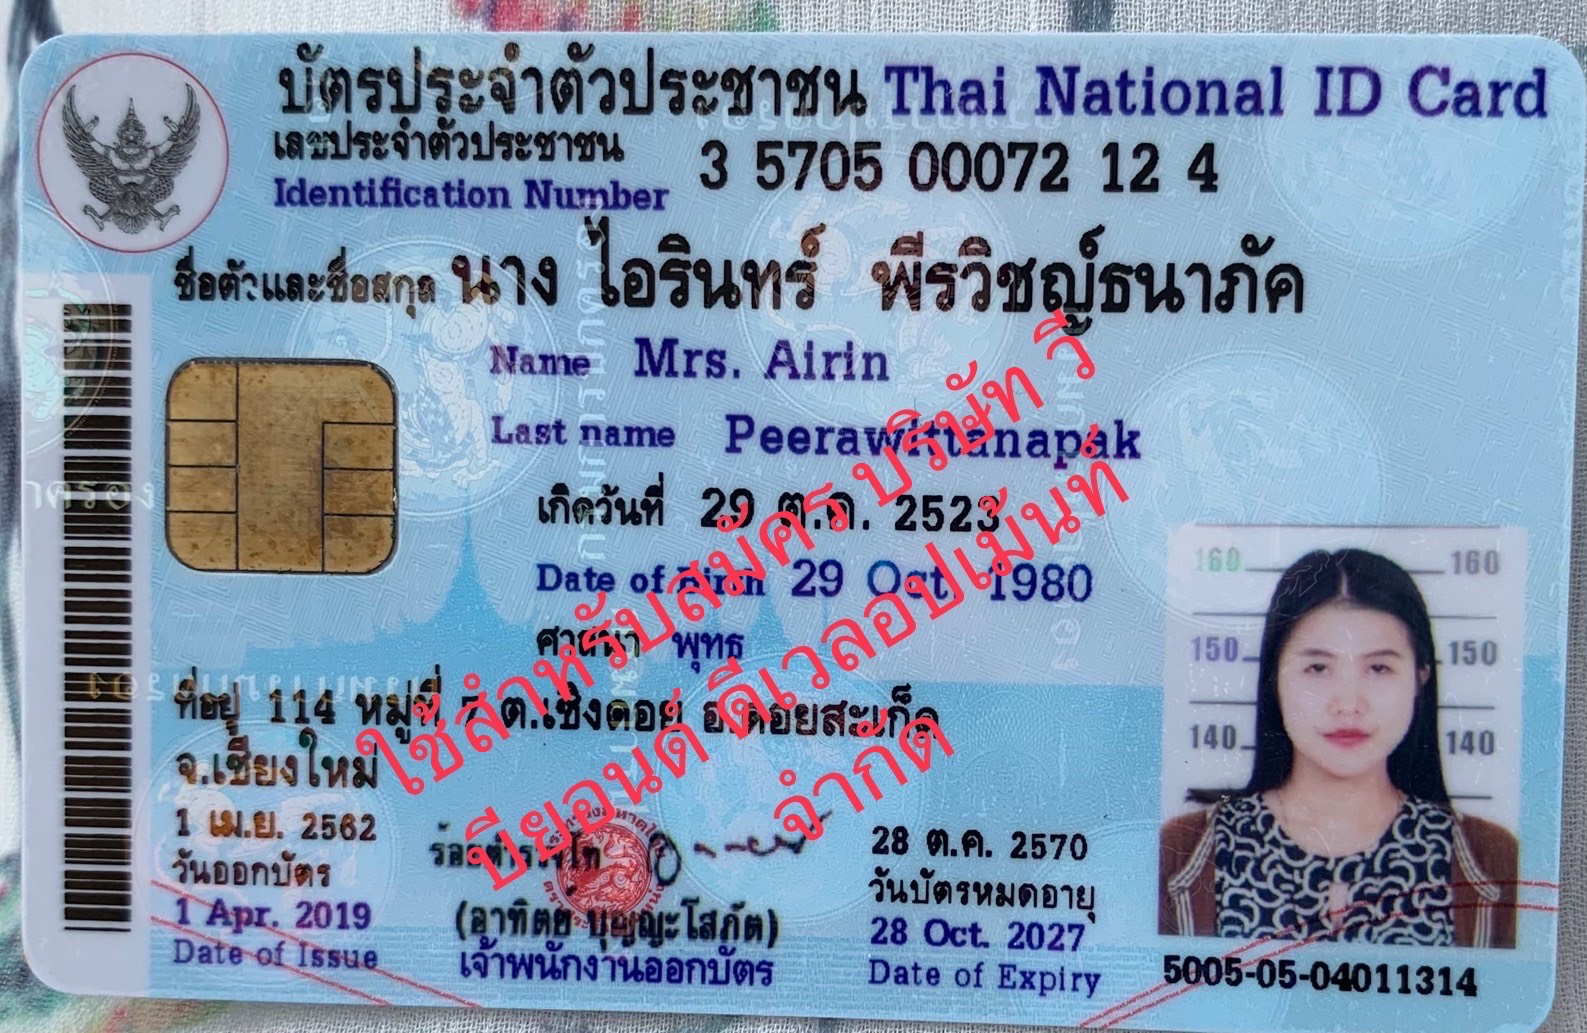 บัตรประจำตัวประชาชน Thai National ID Card
เลขประจำตัวประชาชน
Identification Number
3 5705 00072 12 4
ชื่อตัวและชื่อสกุล นาง ไอรินทร์ พีรวิชญ์ธนาภัค
Name Mrs. Airin
Last name Peerawittanapak
เกิดวันที่ 29 ต.ค. 2523
Date of Birth 29 Oct. 1980
ศาสนา พุทธ
ที่อยู่ 114 หมู่ที่ 7 ต.เชิงดอย อ.ดอยสะเก็ด
จ.เชียงใหม่
1 เม.ย. 2562
วันออกบัตร
1 Apr. 2019
Date of Issue
ร้อยตำรวจโท
(อาทิตย์ บุญญะโสภัต)
เจ้าพนักงานออกบัตร
28 ต.ค. 2570
วันบัตรหมดอายุ
28 Oct. 2027
Date of Expiry
160 160
150 150
140 140
5005-05-04011314
ใช้สำหรับสมัคร บริษัท วี
บียอนด์ ดีเวลอปเม้นท์
จำกัด